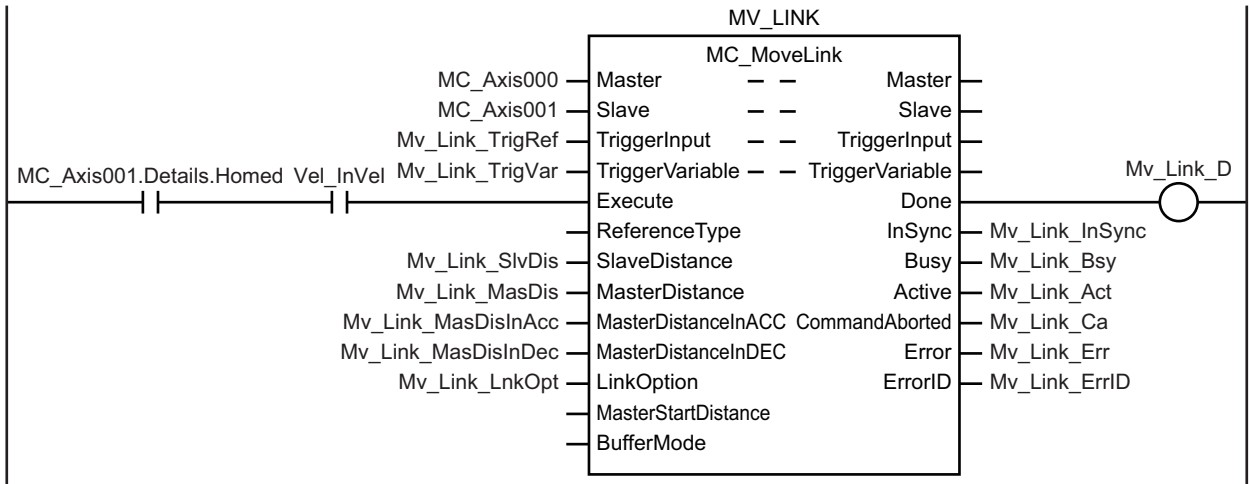 MV_LINK
MC_MoveLink
MC_Axis000 Master Master
MC_Axis001 Slave Slave
Mv_Link_TrigRef TriggerInput TriggerInput
MC_Axis001.Details.Homed Vel_InVel Mv_Link_TrigVar TriggerVariable TriggerVariable Mv_Link_D
Execute Done
ReferenceType InSync Mv_Link_InSync
Mv_Link_SlvDis SlaveDistance Busy Mv_Link_Bsy
Mv_Link_MasDis MasterDistance Active Mv_Link_Act
Mv_Link_MasDisInAcc MasterDistanceInACC CommandAborted Mv_Link_Ca
Mv_Link_MasDisInDec MasterDistanceInDEC Error Mv_Link_Err
Mv_Link_LnkOpt LinkOption ErrorID Mv_Link_ErrID
MasterStartDistance
BufferMode